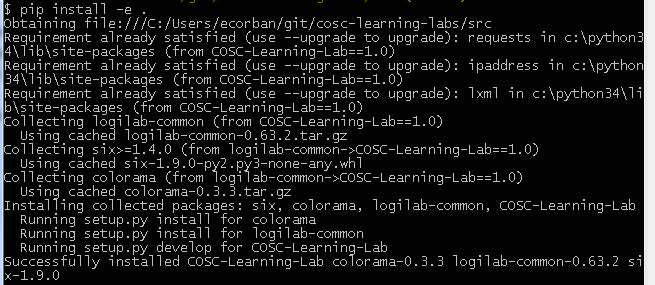 $ pip install -e .
Obtaining file:///C:/Users/ecorban/git/cosc-learning-labs/src
Requirement already satisfied (use --upgrade to upgrade): requests in c:\python3
4\lib\site-packages (from COSC-Learning-Lab==1.0)
Requirement already satisfied (use --upgrade to upgrade): ipaddress in c:\python
34\lib\site-packages (from COSC-Learning-Lab==1.0)
Requirement already satisfied (use --upgrade to upgrade): lxml in c:\python34\li
b\site-packages (from COSC-Learning-Lab==1.0)
Collecting logilab-common (from COSC-Learning-Lab==1.0)
  Using cached logilab-common-0.63.2.tar.gz
Collecting six>=1.4.0 (from logilab-common->COSC-Learning-Lab==1.0)
  Using cached six-1.9.0-py2.py3-none-any.whl
Collecting colorama (from logilab-common->COSC-Learning-Lab==1.0)
  Using cached colorama-0.3.3.tar.gz
Installing collected packages: six, colorama, logilab-common, COSC-Learning-Lab
  Running setup.py install for colorama
  Running setup.py install for logilab-common
  Running setup.py develop for COSC-Learning-Lab
Successfully installed COSC-Learning-Lab colorama-0.3.3 logilab-common-0.63.2 si
x-1.9.0